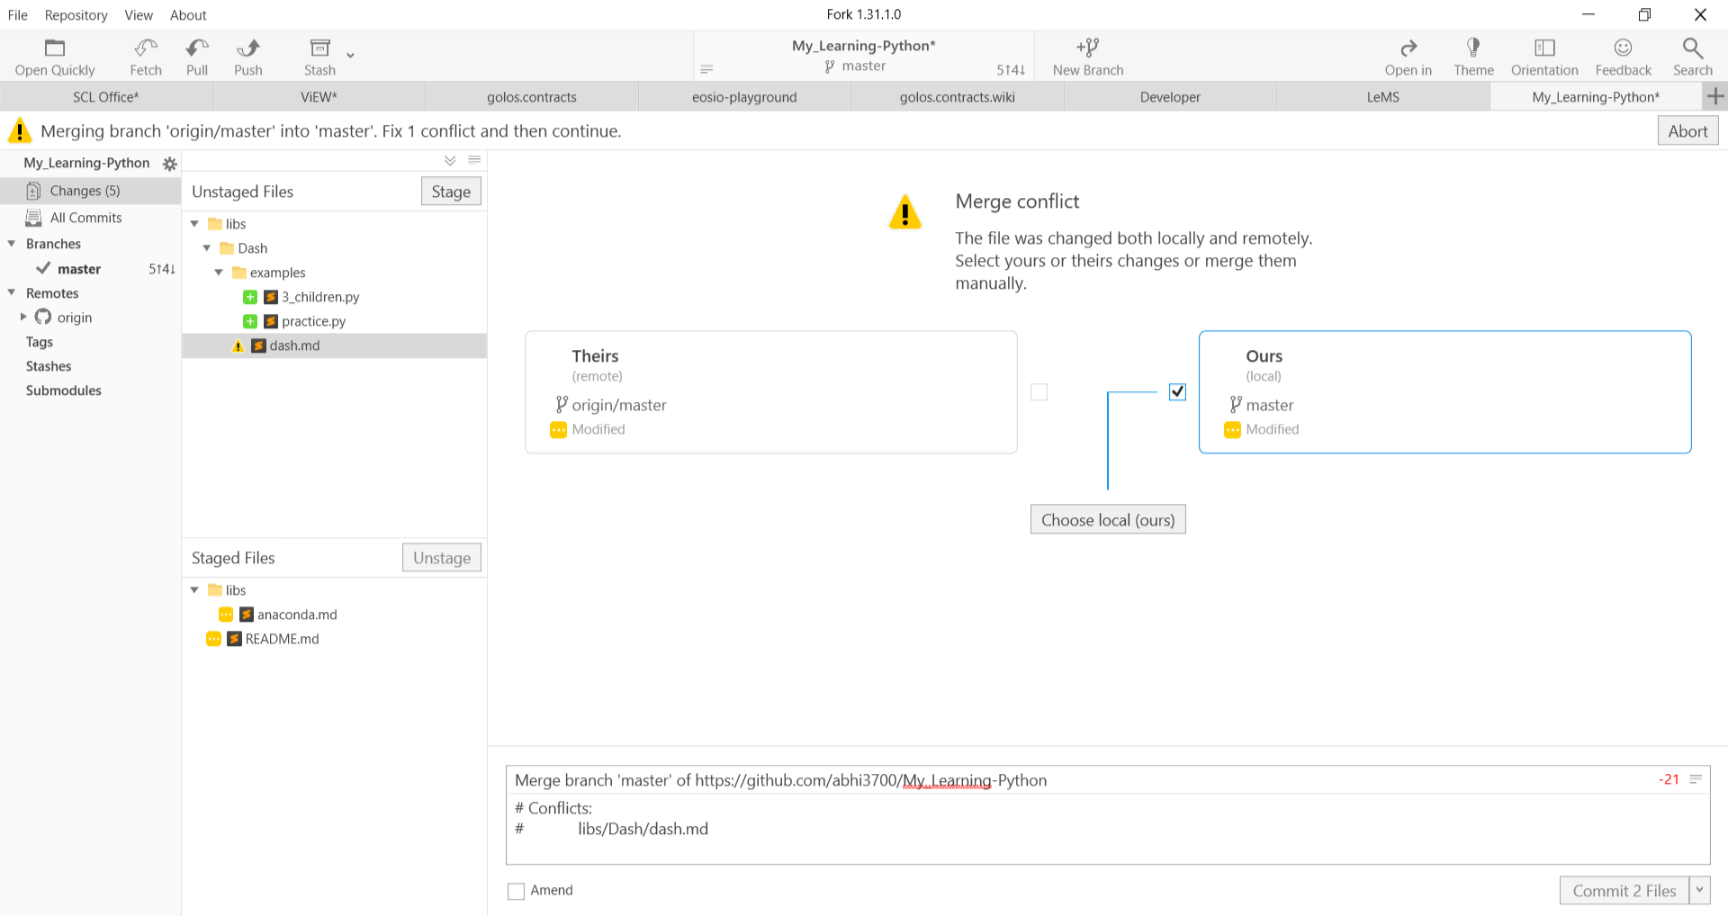 File Repository View About
Fork 1.31.1.0
Open Quickly
Fetch
Pull
Push
Stash
My_Learning-Python*
master
5↑4↓
New Branch
Open in
Theme
Orientation
Feedback
Search
SCL Office*
ViEW*
golos.contracts
eosio-playground
golos.contracts.wiki
Developer
LeMS
My_Learning-Python*
Merging branch 'origin/master' into 'master'. Fix 1 conflict and then continue.
Abort
My_Learning-Python
Changes (5)
All Commits
Branches
master 5↑4↓
Remotes
origin
Tags
Stashes
Submodules
Unstaged Files
Stage
libs
Dash
examples
3_children.py
practice.py
dash.md
Staged Files
Unstage
libs
anaconda.md
README.md
Merge conflict
The file was changed both locally and remotely.
Select yours or theirs changes or merge them
manually.
Theirs
(remote)
origin/master
Modified
Ours
(local)
master
Modified
Choose local (ours)
Merge branch 'master' of https://github.com/abhi3700/My_Learning-Python
-21
# Conflicts:
# libs/Dash/dash.md
Amend
Commit 2 Files